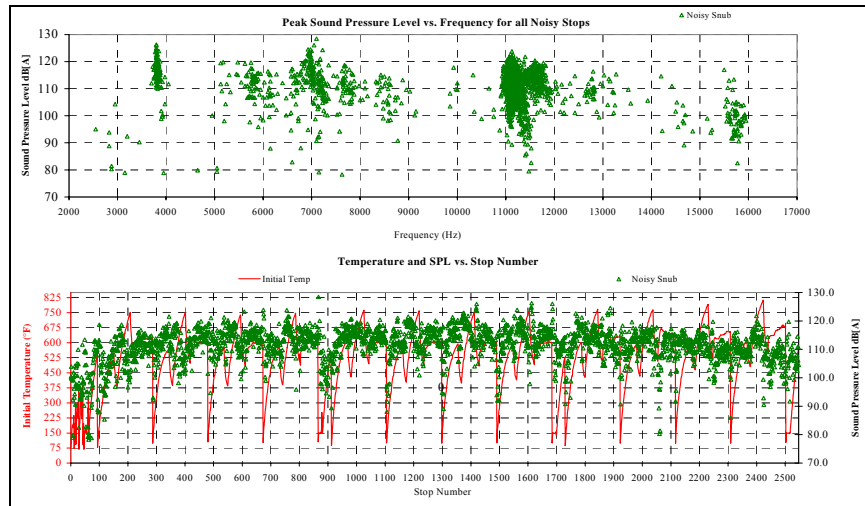 Peak Sound Pressure Level vs. Frequency for all Noisy Stops
Noisy Snub
Sound Pressure Level dB[A]
130
120
110
100
90
80
70
2000 3000 4000 5000 6000 7000 8000 9000 10000 11000 12000 13000 14000 15000 16000 17000
Frequency (Hz)
Temperature and SPL vs. Stop Number
Initial Temp Noisy Snub
Initial Temperature (°F)
825
750
675
600
525
450
375
300
225
150
75
0 100 200 300 400 500 600 700 800 900 1000 1100 1200 1300 1400 1500 1600 1700 1800 1900 2000 2100 2200 2300 2400 2500
Stop Number
130.0
120.0
110.0
100.0
90.0
80.0
70.0
Sound Pressure Level dB[A]